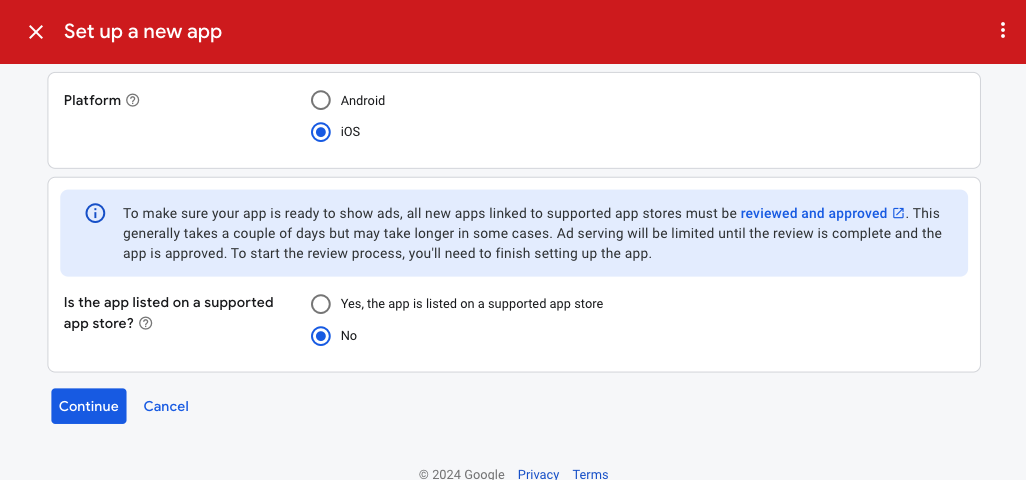 Set up a new app
Platform
Android
iOS
To make sure your app is ready to show ads, all new apps linked to supported app stores must be reviewed and approved. This
generally takes a couple of days but may take longer in some cases. Ad serving will be limited until the review is complete and the
app is approved. To start the review process, you'll need to finish setting up the app.
Is the app listed on a supported
app store?
Yes, the app is listed on a supported app store
No
Continue Cancel
© 2024 Google Privacy Terms